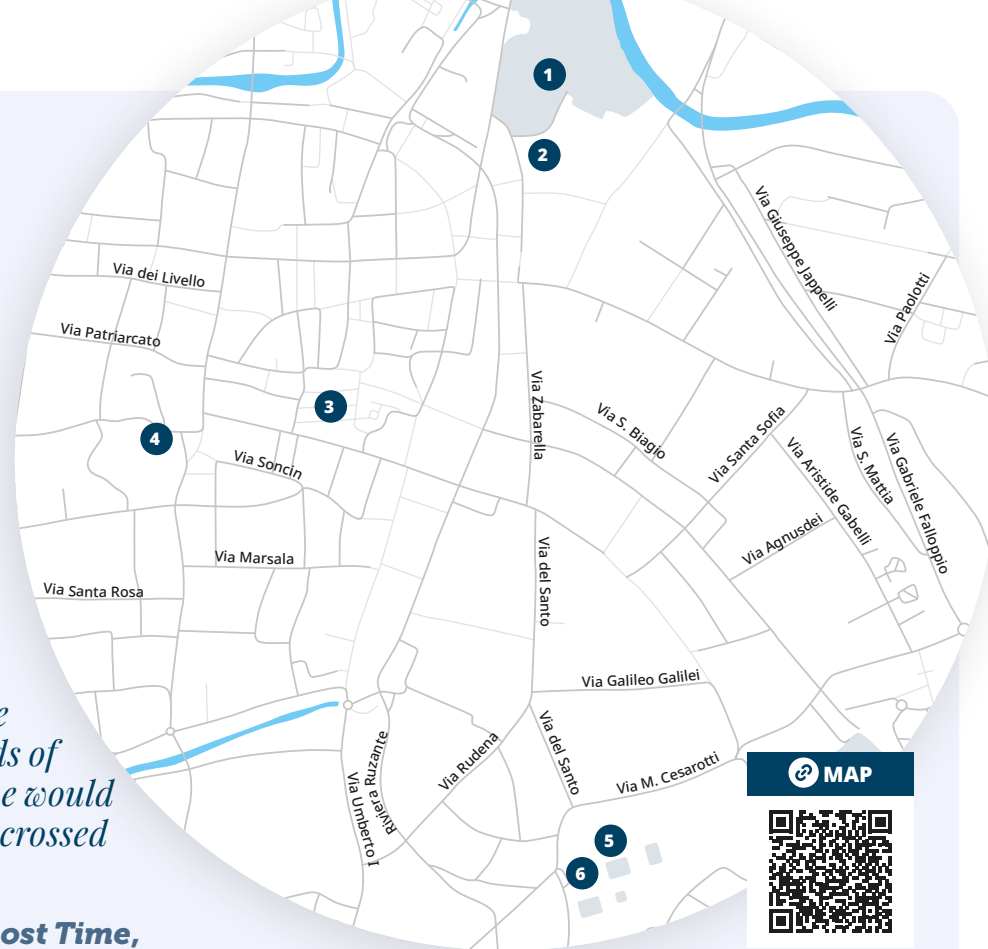 1
2
Via Giuseppe Jappelli
Via dei Livello
Via Paolotti
Via Patriarcato
Via Zabarella
3
Via S. Biagio
Via Santa Sofia
4
Via Soncin
Via Aristide Gabelli
Via S. Mattia
Via Gabriele Falloppio
Via Agnusdei
Via Marsala
Via del Santo
Via Santa Rosa
Via Galileo Galilei
e
ds of
e would
crossed
Via del Santo
Riviera Ruzante
Via Umberto I
Via Rudena
Via M. Cesarotti
MAP
5
6
ost Time,